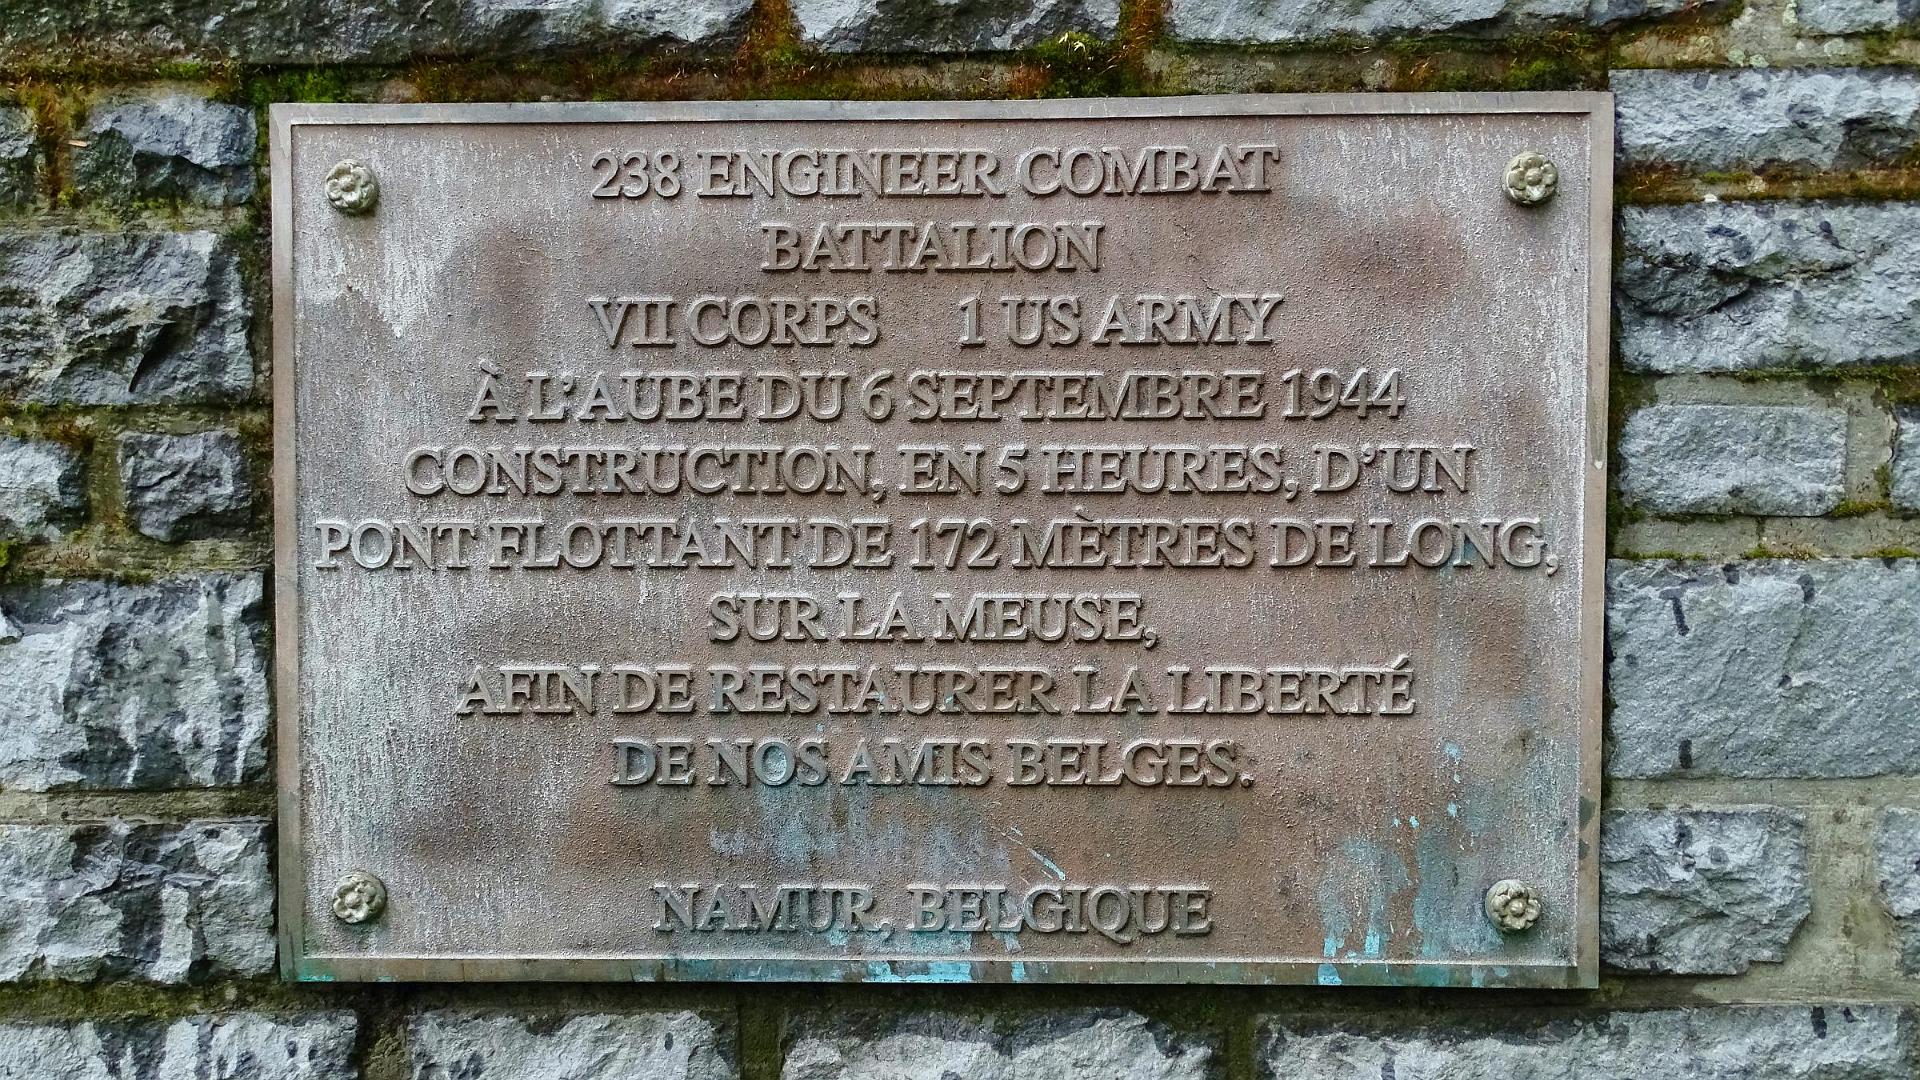 238 ENGINEER COMBAT
BATTALION
VII CORPS 1 US ARMY
À L'AUBE DU 6 SEPTEMBRE 1944
CONSTRUCTION, EN 5 HEURES, D'UN
PONT FLOTTANT DE 172 MÈTRES DE LONG,
SUR LA MEUSE,
AFIN DE RESTAURER LA LIBERTÉ
DE NOS AMIS BELGES.
NAMUR, BELGIQUE